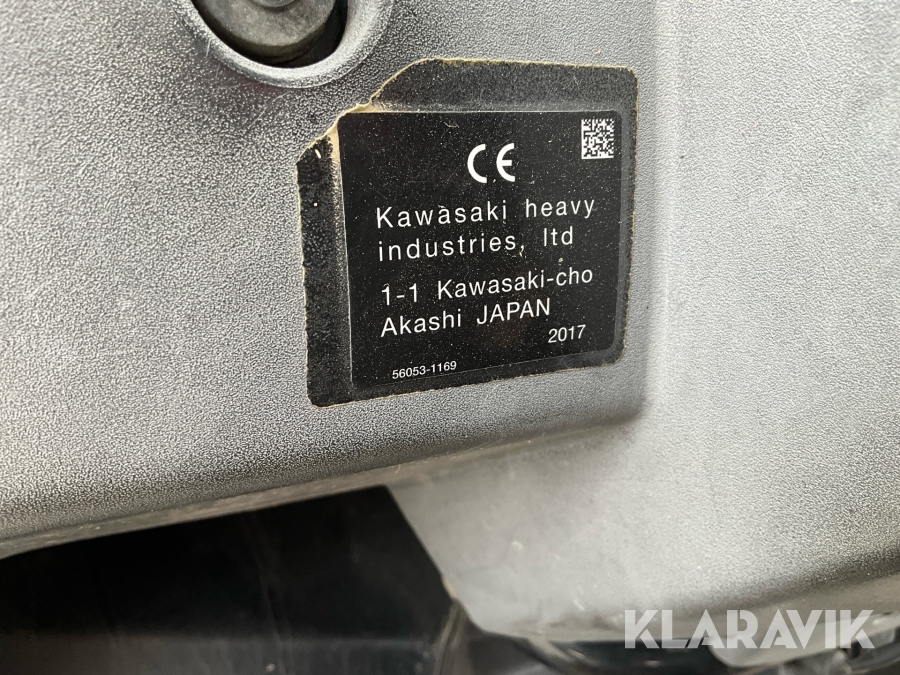 CE
Kawasaki heavy
industries, ltd
1-1 Kawasaki-cho
Akashi JAPAN
2017
56053-1169
KLARAVIK